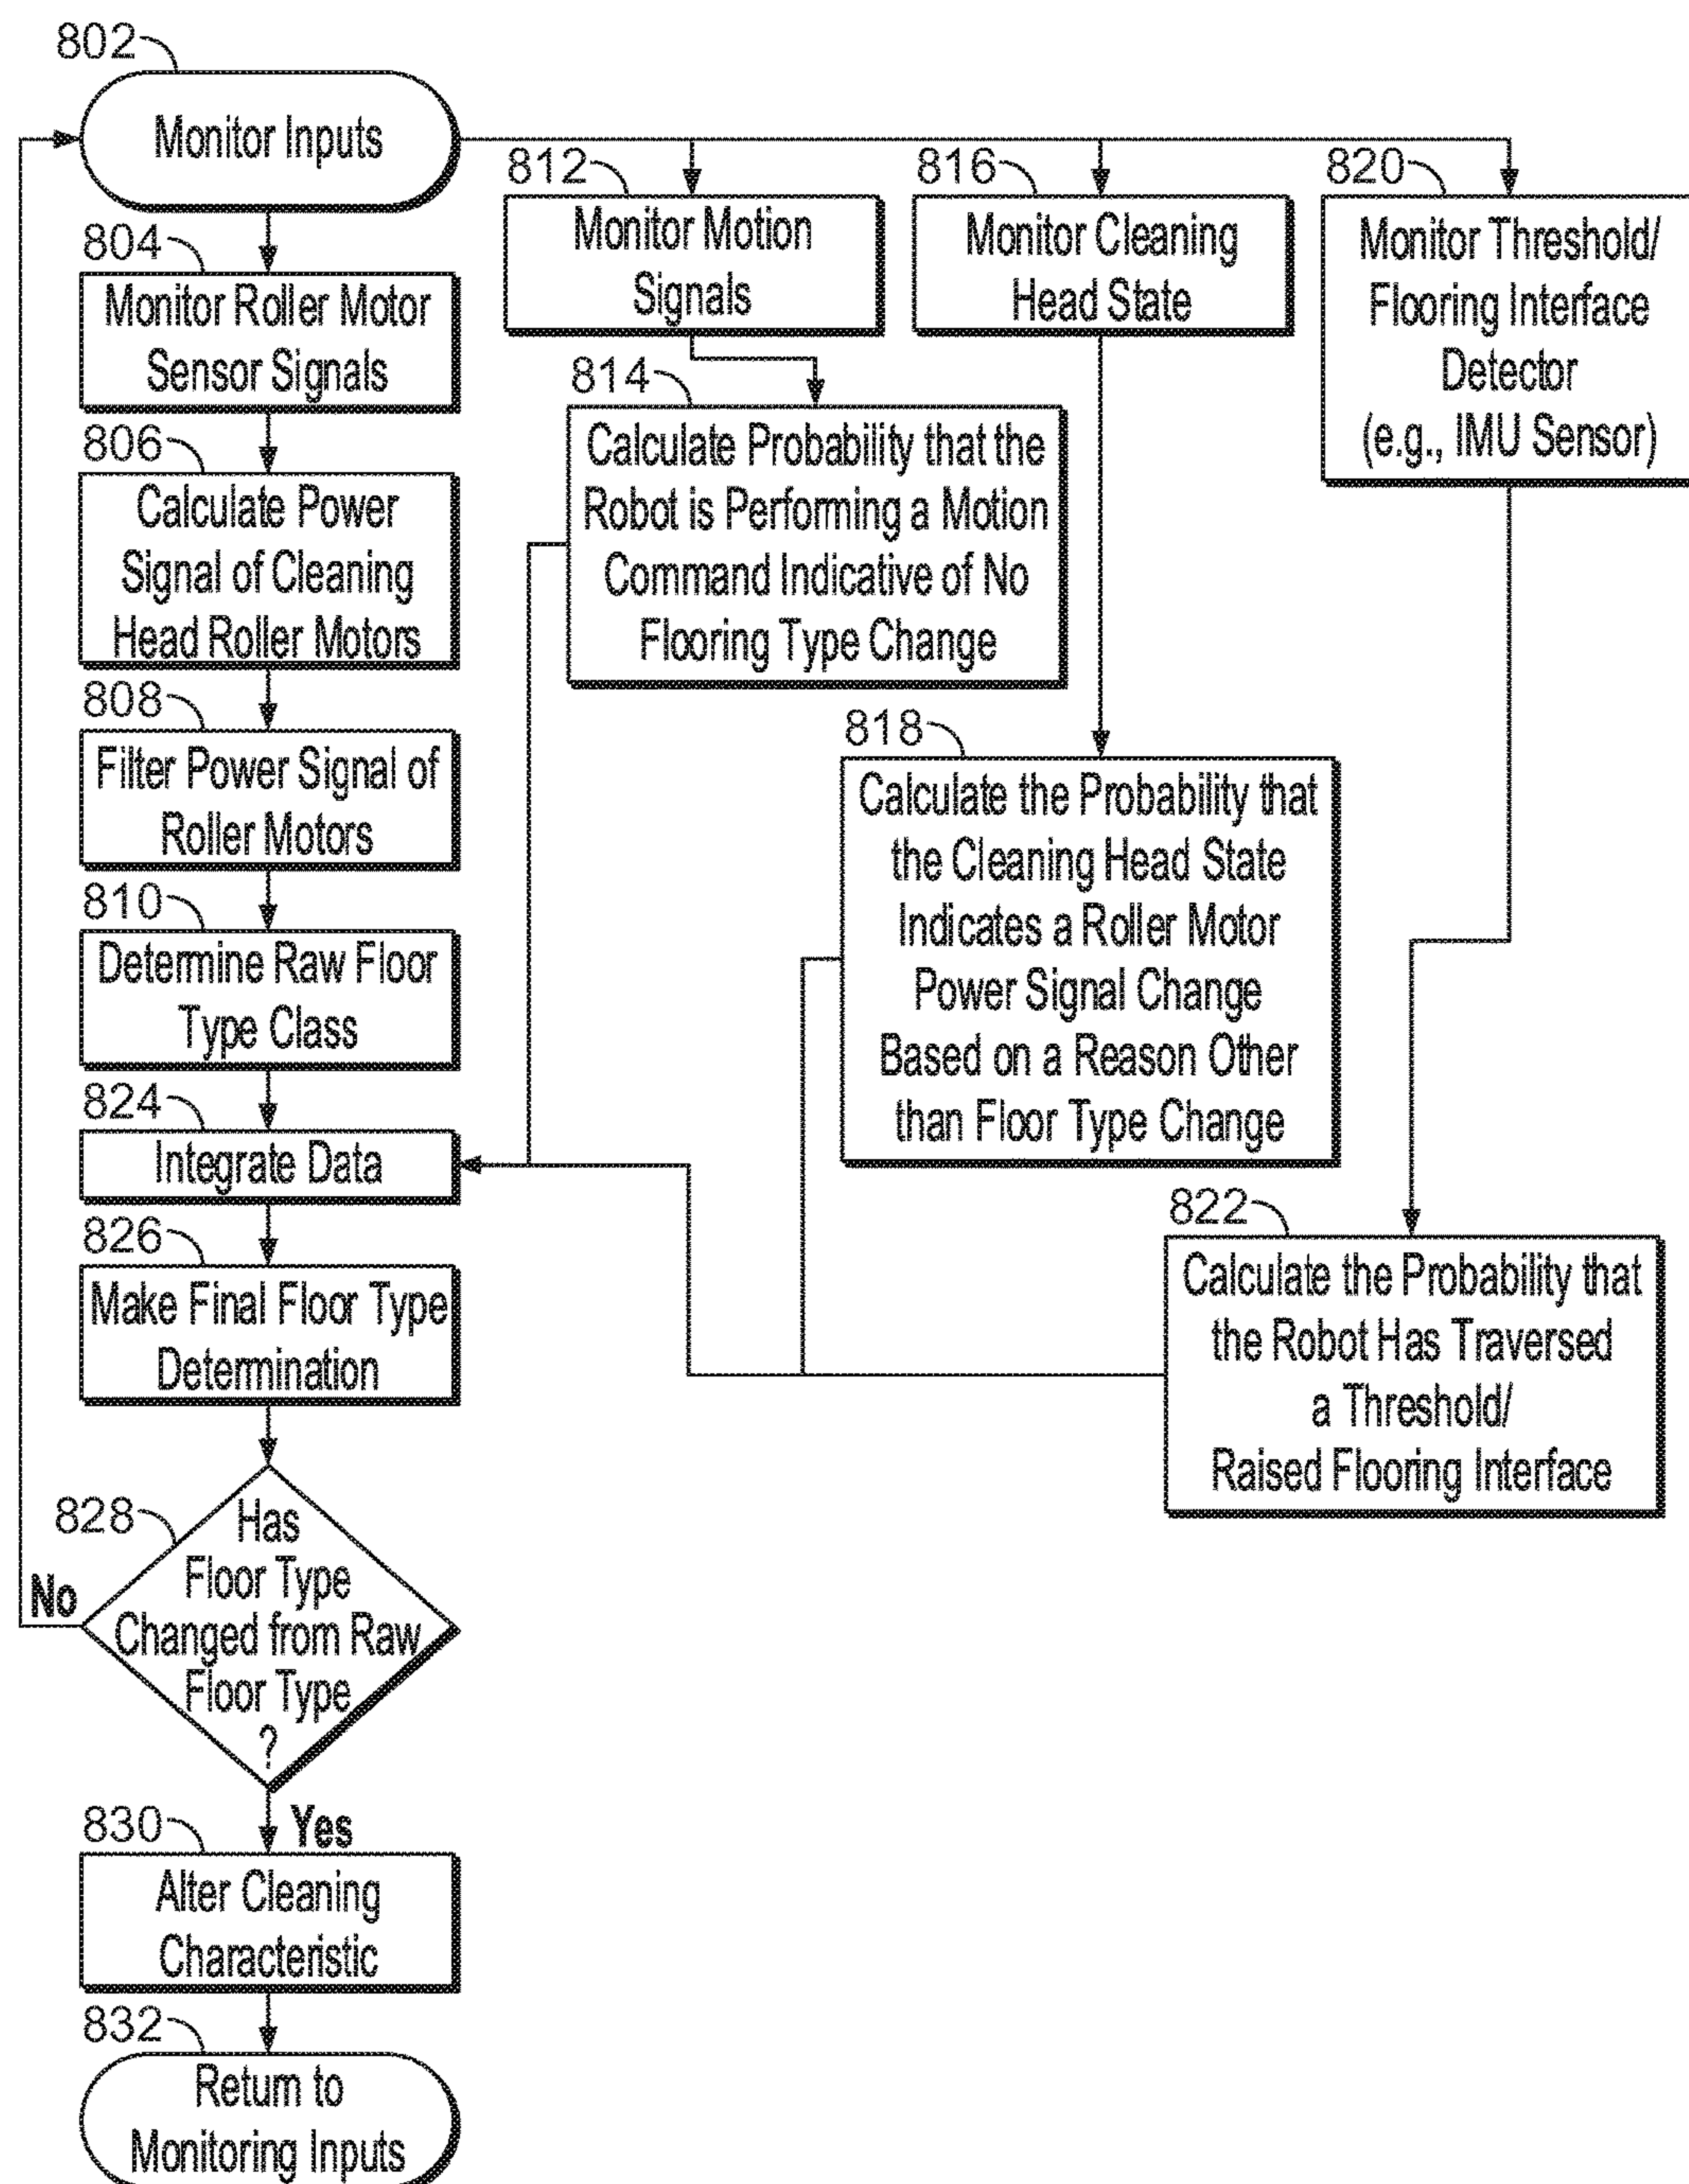 802
Monitor Inputs
804
Monitor Roller Motor
Sensor Signals
806
Calculate Power
Signal of Cleaning
Head Roller Motors
808
Filter Power Signal of
Roller Motors
810
Determine Raw Floor
Type Class
812
Monitor Motion
Signals
814
Calculate Probability that the
Robot is Performing a Motion
Command Indicative of No
Flooring Type Change
816
Monitor Cleaning
Head State
818
Calculate the Probability that
the Cleaning Head State
Indicates a Roller Motor
Power Signal Change
Based on a Reason Other
than Floor Type Change
820
Monitor Threshold/
Flooring Interface
Detector
(e.g., IMU Sensor)
822
Calculate the Probability that
the Robot Has Traversed
a Threshold/
Raised Flooring Interface
824
Integrate Data
826
Make Final Floor Type
Determination
828
Has
Floor Type
Changed from Raw
Floor Type
?
No
Yes
830
Alter Cleaning
Characteristic
832
Return to
Monitoring Inputs